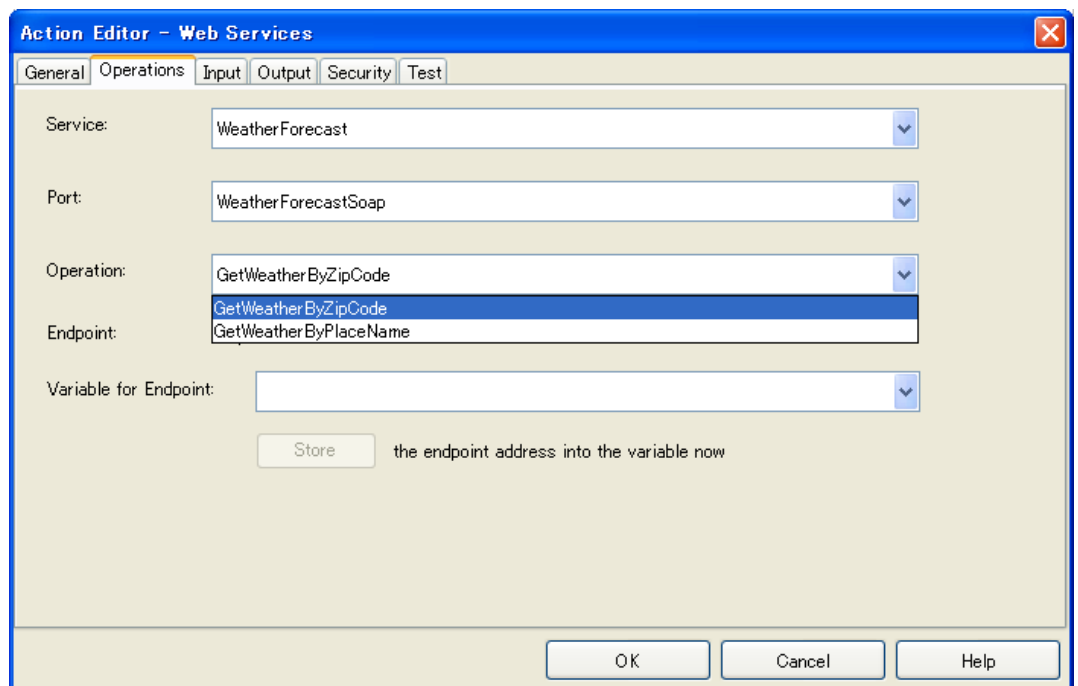 Action Editor - Web Services
General Operations Input Output Security Test
Service: WeatherForecast
Port: WeatherForecastSoap
Operation: GetWeatherByZipCode
GetWeatherByZipCode
GetWeatherByPlaceName
Endpoint:
Variable for Endpoint:
Store the endpoint address into the variable now
OK Cancel Help